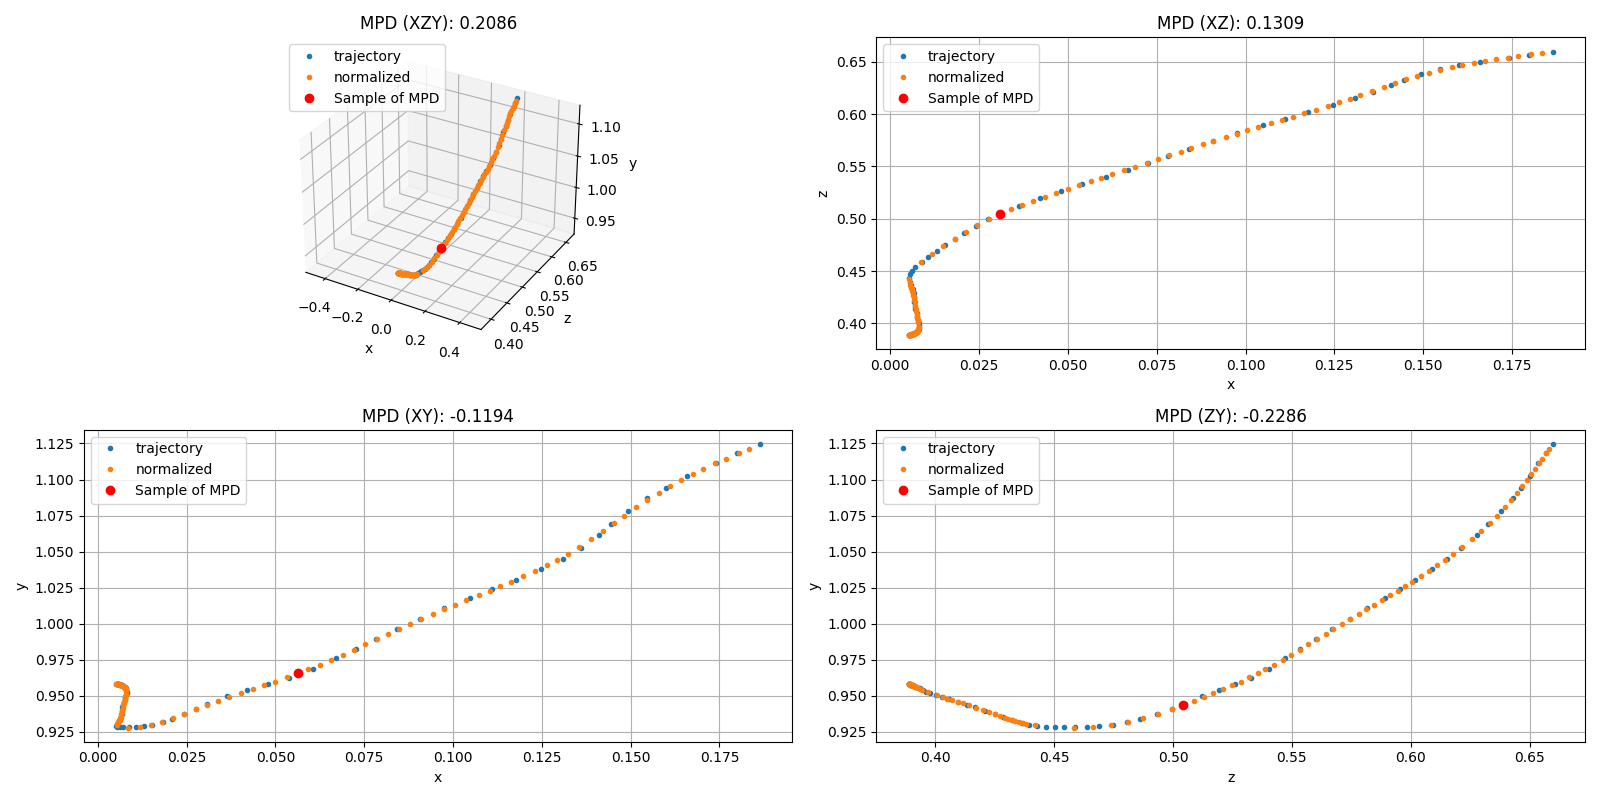 MPD (XZY): 0.2086
trajectory
normalized
Sample of MPD
1.10
1.05
1.00
0.95
y
0.65
0.60
0.55
0.50
0.45
0.40
z
−0.4
−0.2
0.0
0.2
0.4
x
MPD (XZ): 0.1309
trajectory
normalized
Sample of MPD
0.65
0.60
0.55
0.50
0.45
0.40
z
0.000 0.025 0.050 0.075 0.100 0.125 0.150 0.175
x
MPD (XY): -0.1194
trajectory
normalized
Sample of MPD
1.125
1.100
1.075
1.050
1.025
1.000
0.975
0.950
0.925
y
0.000 0.025 0.050 0.075 0.100 0.125 0.150 0.175
x
MPD (ZY): -0.2286
trajectory
normalized
Sample of MPD
1.125
1.100
1.075
1.050
1.025
1.000
0.975
0.950
0.925
y
0.40 0.45 0.50 0.55 0.60 0.65
z